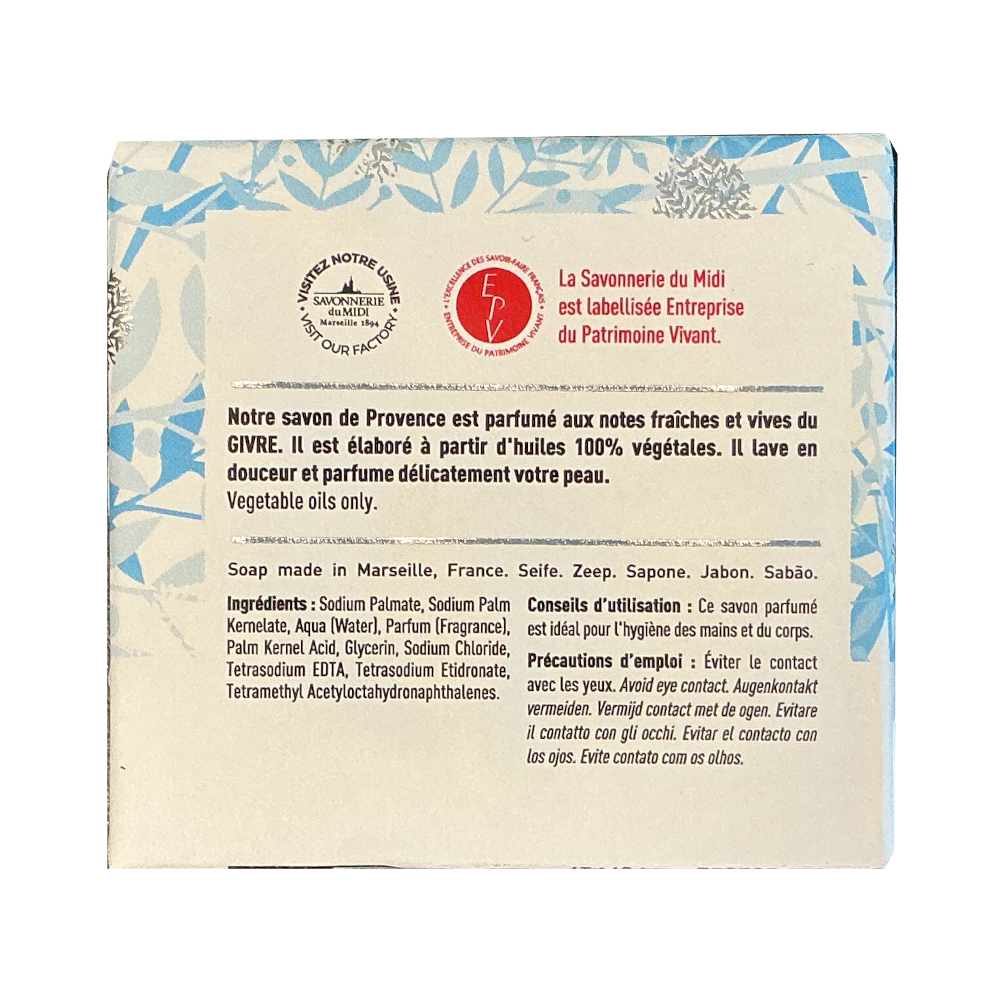 VISITEZ NOTRE USINE
SAVONNERIE
du MIDI
Marseille 1894
• VISIT OUR FACTORY •
• L'EXCELLENCE DES SAVOIR-FAIRE FRANÇAIS •
EPV
ENTREPRISE DU PATRIMOINE VIVANT
La Savonnerie du Midi
est labellisée Entreprise
du Patrimoine Vivant.
Notre savon de Provence est parfumé aux notes fraîches et vives du
GIVRE. Il est élaboré à partir d'huiles 100% végétales. Il lave en
douceur et parfume délicatement votre peau.
Vegetable oils only.
Soap made in Marseille, France. Seife. Zeep. Sapone. Jabon. Sabão.
Ingrédients : Sodium Palmate, Sodium Palm
Kernelate, Aqua (Water), Parfum (Fragrance),
Palm Kernel Acid, Glycerin, Sodium Chloride,
Tetrasodium EDTA, Tetrasodium Etidronate,
Tetramethyl Acetyloctahydronaphthalenes.
Conseils d'utilisation : Ce savon parfumé
est idéal pour l'hygiène des mains et du corps.
Précautions d'emploi : Éviter le contact
avec les yeux. Avoid eye contact. Augenkontakt
vermeiden. Vermijd contact met de ogen. Evitare
il contatto con gli occhi. Evitar el contacto con
los ojos. Evite contato com os olhos.